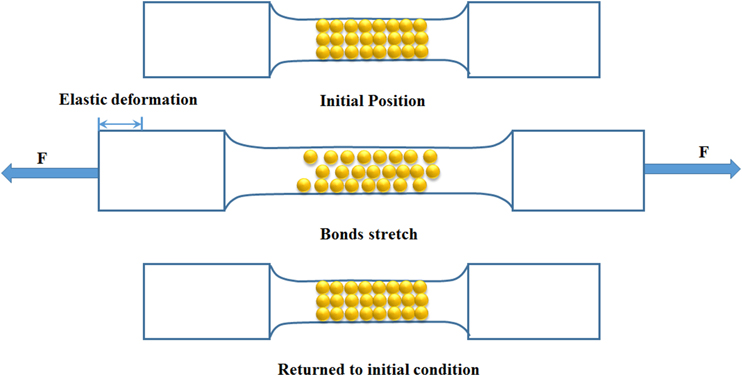 Initial Position
Elastic deformation
F
F
Bonds stretch
Returned to initial condition